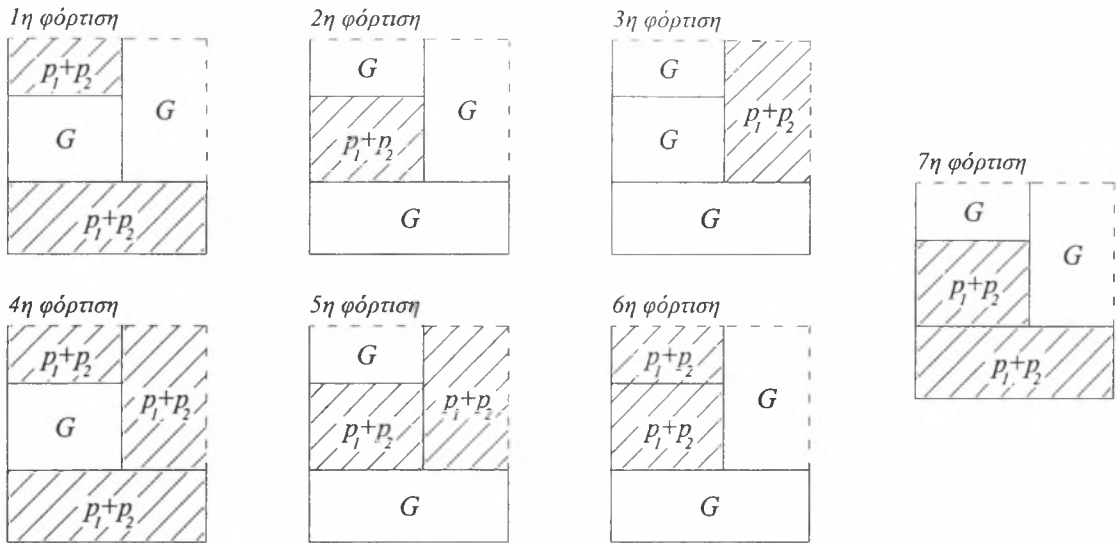 1η φόρτιση
p₁+p₂
G
G
p₁+p₂
2η φόρτιση
G
G
p₁+p₂
G
3η φόρτιση
G
p₁+p₂
G
G
4η φόρτιση
p₁+p₂
p₁+p₂
G
p₁+p₂
5η φόρτιση
G
p₁+p₂
p₁+p₂
G
6η φόρτιση
p₁+p₂
G
p₁+p₂
G
7η φόρτιση
G
G
p₁+p₂
p₁+p₂